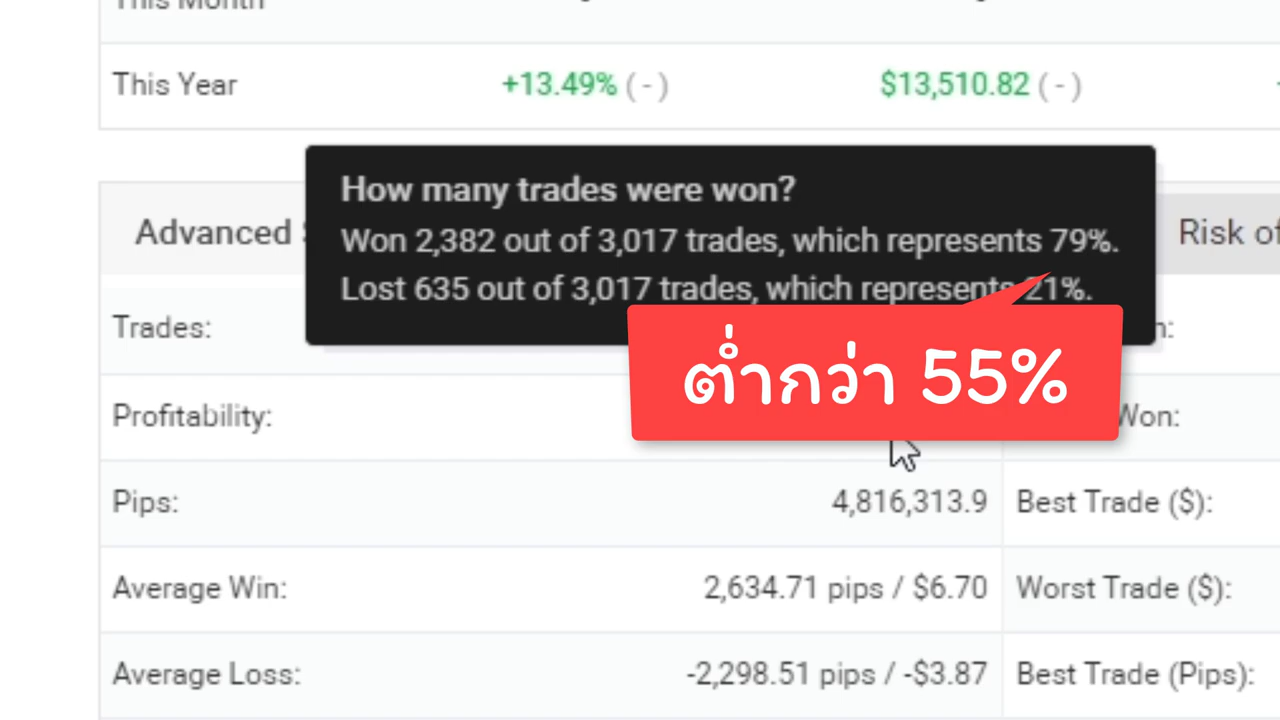 This Month
This Year +13.49% ( - ) $13,510.82 ( - )
How many trades were won?
Won 2,382 out of 3,017 trades, which represents 79%.
Lost 635 out of 3,017 trades, which represents 21%.
Advanced
Risk of
Trades:
ต่ำกว่า 55%
Profitability: Won:
Pips: 4,816,313.9 Best Trade ($):
Average Win: 2,634.71 pips / $6.70 Worst Trade ($):
Average Loss: -2,298.51 pips / -$3.87 Best Trade (Pips):